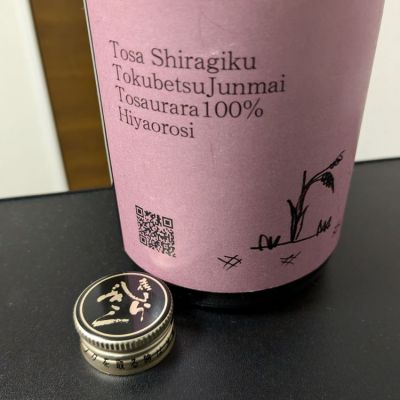 Tosa Shiragiku
TokubetsuJunmai
Tosaurara100%
Hiyaorosi